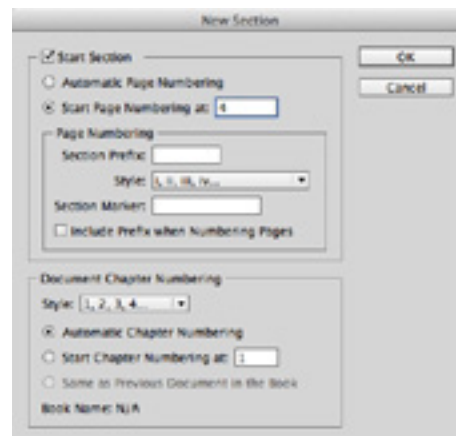 New Section
Start Section
OK
Automatic Page Numbering
Cancel
Start Page Numbering at:
Page Numbering
Section Prefix:
Style: i, ii, iii, iv...
Section Marker:
Include Prefix when Numbering Pages
Document Chapter Numbering
Style: 1, 2, 3, 4...
Automatic Chapter Numbering
Start Chapter Numbering at: 1
Same as Previous Document in the Book
Book Name: N/A